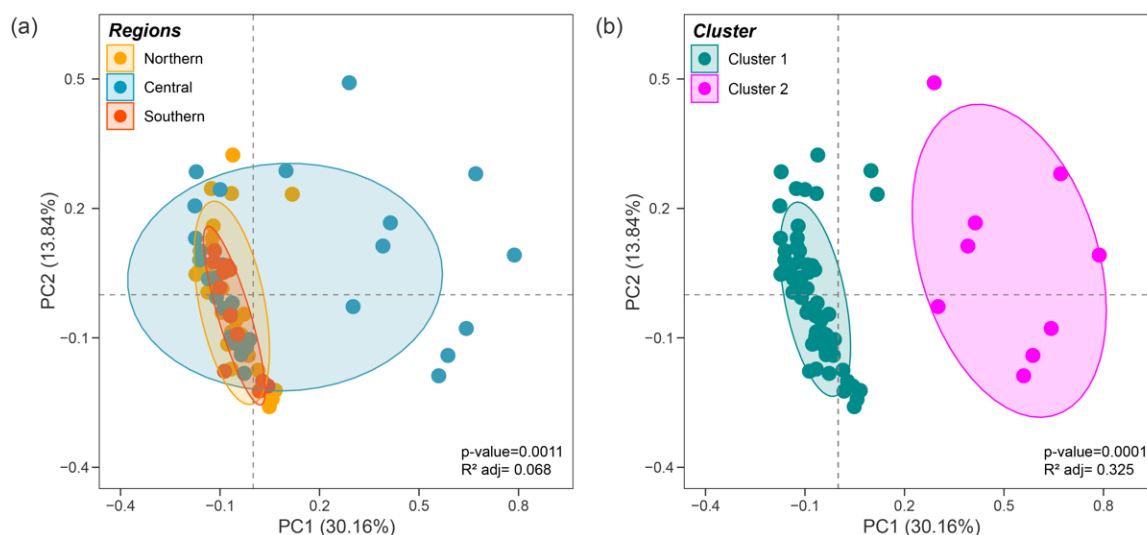 (a)
Regions
Northern
Central
Southern
0.5
0.2
−0.1
−0.4
PC2 (13.84%)
p-value=0.0011
R² adj= 0.068
−0.4 −0.1 0.2 0.5 0.8
PC1 (30.16%)
(b)
Cluster
Cluster 1
Cluster 2
0.5
0.2
−0.1
−0.4
PC2 (13.84%)
p-value=0.0001
R² adj= 0.325
−0.4 −0.1 0.2 0.5 0.8
PC1 (30.16%)